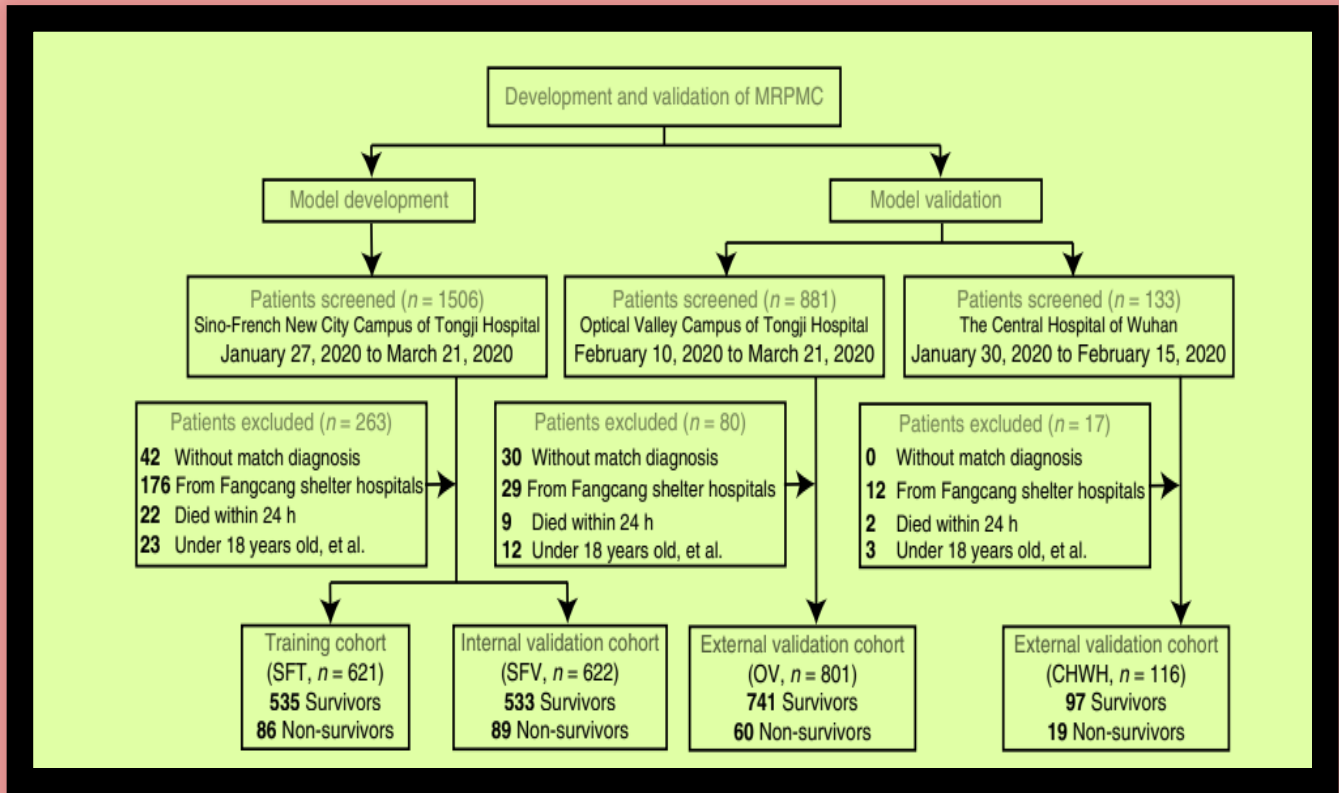 Development and validation of MRPMC
Model development
Model validation
Patients screened (n = 1506)
Sino-French New City Campus of Tongji Hospital
January 27, 2020 to March 21, 2020
Patients screened (n = 881)
Optical Valley Campus of Tongji Hospital
February 10, 2020 to March 21, 2020
Patients screened (n = 133)
The Central Hospital of Wuhan
January 30, 2020 to February 15, 2020
Patients excluded (n = 263)
42 Without match diagnosis
176 From Fangcang shelter hospitals
22 Died within 24 h
23 Under 18 years old, et al.
Patients excluded (n = 80)
30 Without match diagnosis
29 From Fangcang shelter hospitals
9 Died within 24 h
12 Under 18 years old, et al.
Patients excluded (n = 17)
0 Without match diagnosis
12 From Fangcang shelter hospitals
2 Died within 24 h
3 Under 18 years old, et al.
Training cohort
(SFT, n = 621)
535 Survivors
86 Non-survivors
Internal validation cohort
(SFV, n = 622)
533 Survivors
89 Non-survivors
External validation cohort
(OV, n = 801)
741 Survivors
60 Non-survivors
External validation cohort
(CHWH, n = 116)
97 Survivors
19 Non-survivors